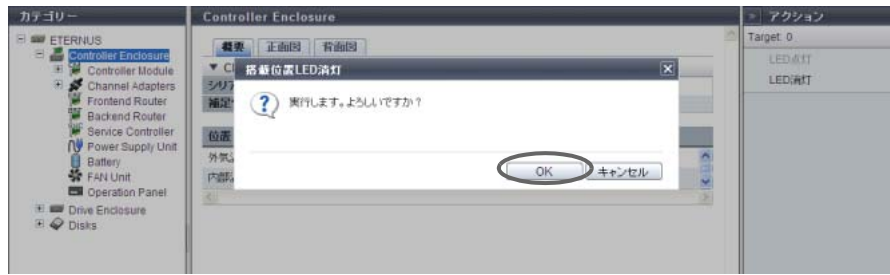 カテゴリー
ETERNUS
Controller Enclosure
Controller Module
Channel Adapters
Frontend Router
Backend Router
Service Controller
Power Supply Unit
Battery
FAN Unit
Operation Panel
Drive Enclosure
Disks
Controller Enclosure
概要 正面図 背面図
搭載位置LED消灯
実行します。よろしいですか？
OK キャンセル
位置
» アクション
Target: 0
LED点灯
LED消灯